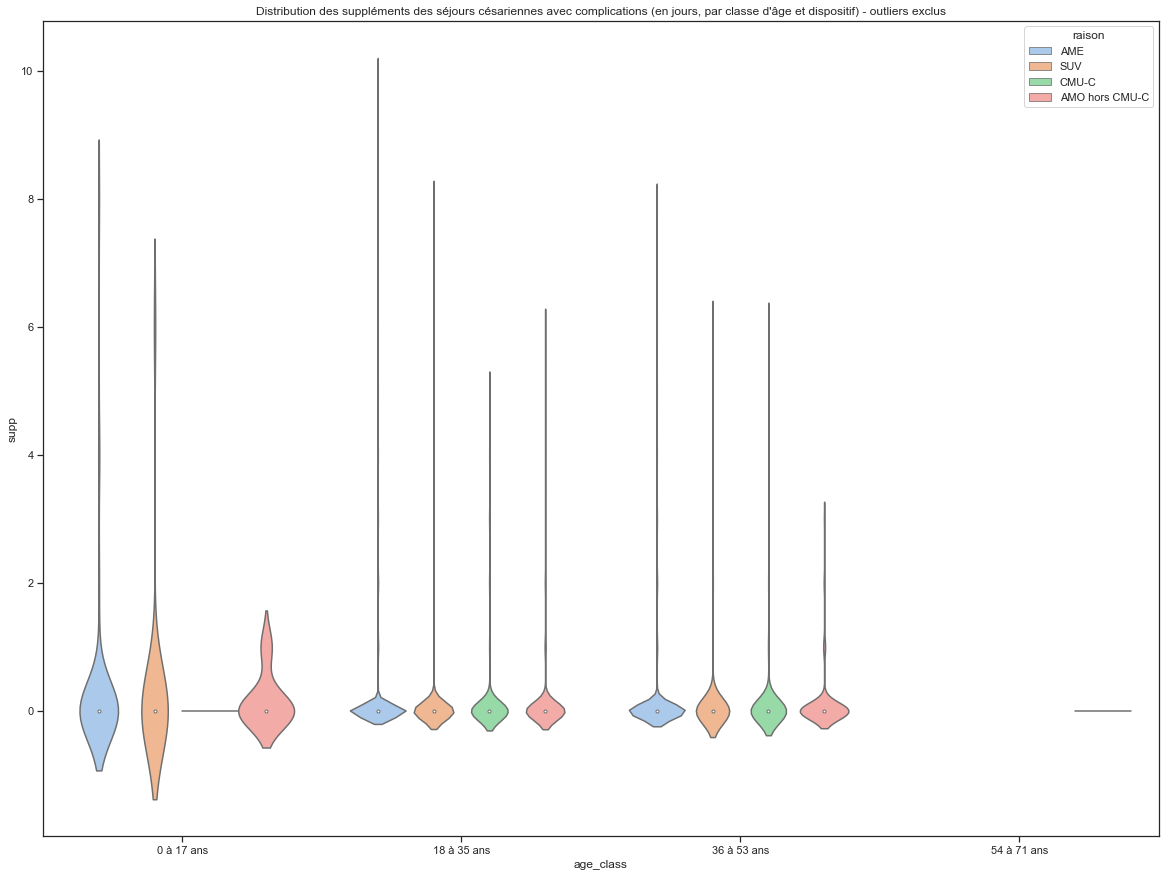 Distribution des suppléments des séjours césariennes avec complications (en jours, par classe d'âge et dispositif) - outliers exclus
raison
AME
SUV
CMU-C
AMO hors CMU-C
10
8
6
4
2
0
supp
0 à 17 ans
18 à 35 ans
36 à 53 ans
54 à 71 ans
age_class